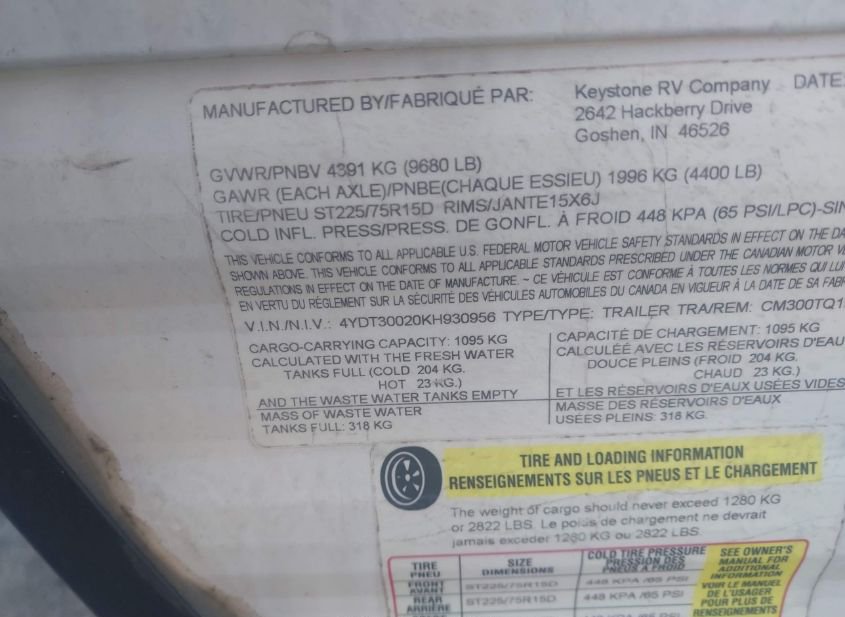 MANUFACTURED BY/FABRIQUÉ PAR: Keystone RV Company DATE:
2642 Hackberry Drive
Goshen, IN 46526
GVWR/PNBV 4391 KG (9680 LB)
GAWR (EACH AXLE)/PNBE(CHAQUE ESSIEU) 1996 KG (4400 LB)
TIRE/PNEU ST225/75R15D RIMS/JANTE15X6J
COLD INFL. PRESS/PRESS. DE GONFL. À FROID 448 KPA (65 PSI/LPC)-SIN
THIS VEHICLE CONFORMS TO ALL APPLICABLE U.S. FEDERAL MOTOR VEHICLE SAFETY STANDARDS IN EFFECT ON THE DA
SHOWN ABOVE. THIS VEHICLE CONFORMS TO ALL APPLICABLE STANDARDS PRESCRIBED UNDER THE CANADIAN MOTOR VE
REGULATIONS IN EFFECT ON THE DATE OF MANUFACTURE. ~ CE VÉHICULE EST CONFORME À TOUTES LES NORMES QUI LUI
EN VERTU DU RÈGLEMENT SUR LA SÉCURITÉ DES VÉHICULES AUTOMOBILES DU CANADA EN VIGUEUR À LA DATE DE SA FABR
V.I.N./N.I.V.: 4YDT30020KH930956 TYPE/TYPE: TRAILER TRA/REM: CM300TQ1
CARGO-CARRYING CAPACITY: 1095 KG
CALCULATED WITH THE FRESH WATER
TANKS FULL (COLD 204 KG.
HOT 23 KG.)
AND THE WASTE WATER TANKS EMPTY
MASS OF WASTE WATER
TANKS FULL: 318 KG
CAPACITÉ DE CHARGEMENT: 1095 KG
CALCULÉE AVEC LES RÉSERVOIRS D'EAU
DOUCE PLEINS (FROID 204 KG.
CHAUD 23 KG.)
ET LES RÉSERVOIRS D'EAUX USÉES VIDES
MASSE DES RÉSERVOIRS D'EAUX
USÉES PLEINS: 318 KG.
TIRE AND LOADING INFORMATION
RENSEIGNEMENTS SUR LES PNEUS ET LE CHARGEMENT
The weight of cargo should never exceed 1280 KG
or 2822 LBS. Le poids de chargement ne devrait
jamais exceder 1280 KG ou 2822 LBS.
TIRE
PNEU
SIZE
DIMENSIONS
COLD TIRE PRESSURE
PRESSION DES
PNEUS A FROID
FRONT
AVANT
ST225/75R15D
448 KPA /65 PSI
REAR
ARRIÈRE
ST225/75R15D
448 KPA /65 PSI
SEE OWNER'S
MANUAL FOR
ADDITIONAL
INFORMATION
VOIR LE MANUEL
DE L'USAGER
POUR PLUS DE
RENSEIGNEMENTS